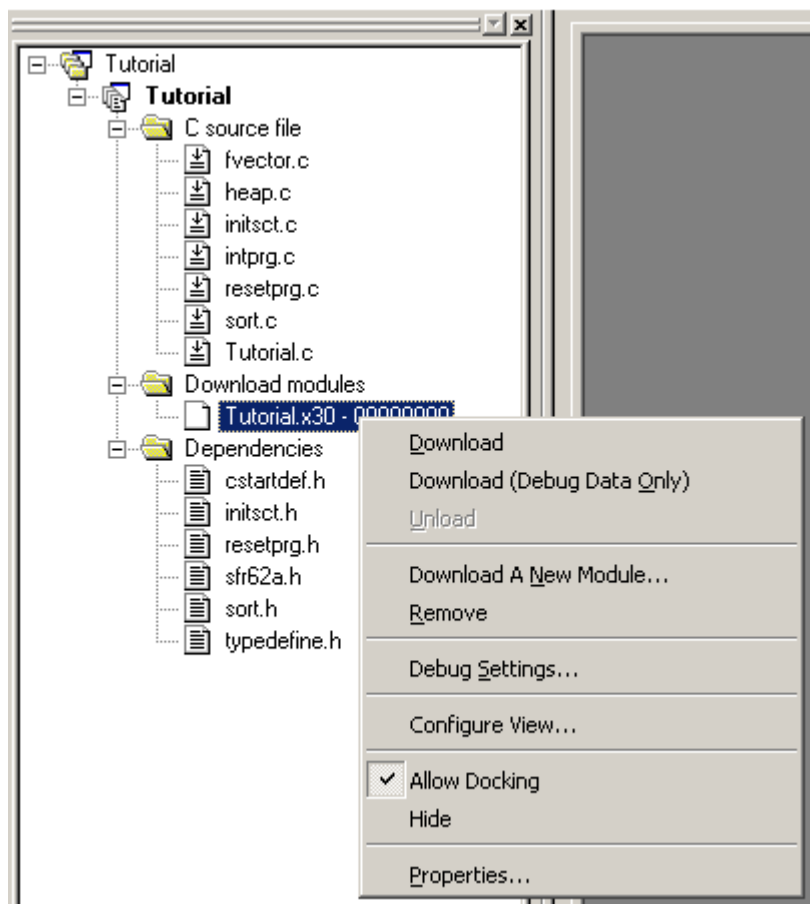 Tutorial
Tutorial
C source file
fvector.c
heap.c
initsct.c
intprg.c
resetprg.c
sort.c
Tutorial.c
Download modules
Tutorial.x30 - 00000000
Dependencies
cstartdef.h
initsct.h
resetprg.h
sfr62a.h
sort.h
typedefine.h
Download
Download (Debug Data Only)
Unload
Download A New Module...
Remove
Debug Settings...
Configure View...
Allow Docking
Hide
Properties...